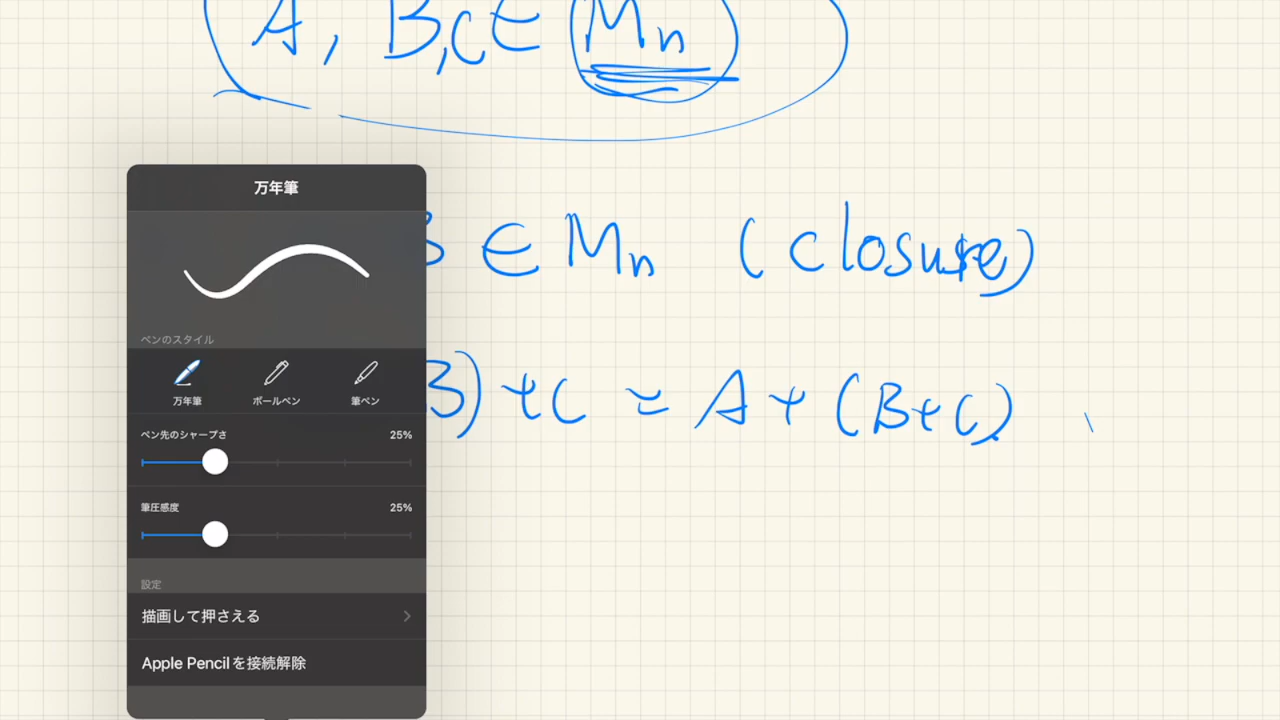 A, B,C ∈ Mn
B ∈ Mn (closure)
B) + C = A + (B+C)
万年筆
ペンのスタイル
万年筆 ボールペン 筆ペン
ペン先のシャープさ 25%
筆圧感度 25%
設定
描画して押さえる
Apple Pencilを接続解除